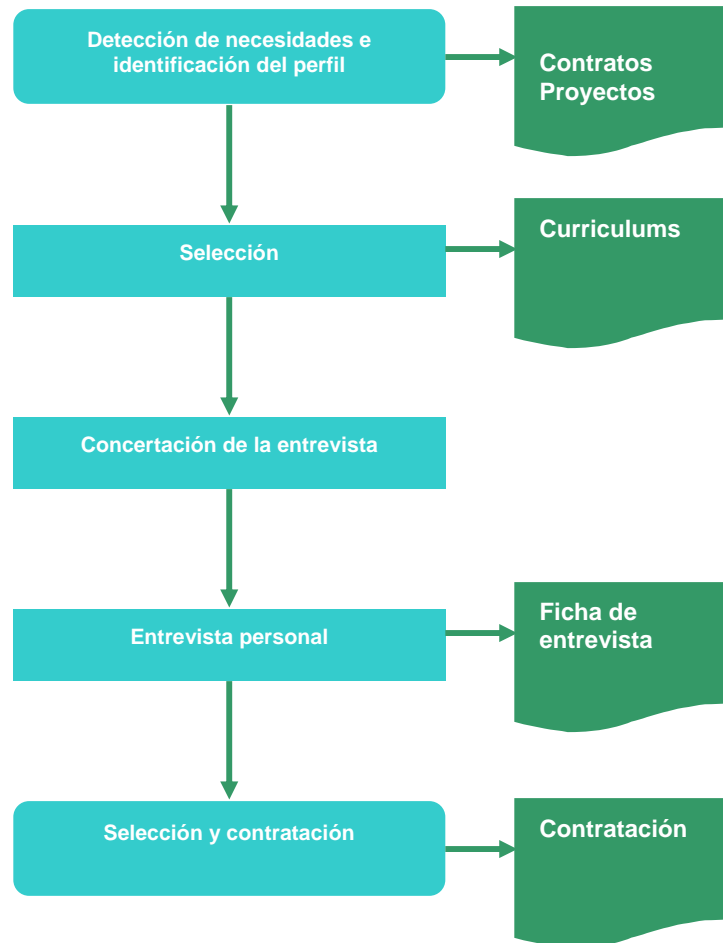 Detección de necesidades e
identificación del perfil
Contratos
Proyectos
Selección
Curriculums
Concertación de la entrevista
Entrevista personal
Ficha de
entrevista
Selección y contratación
Contratación